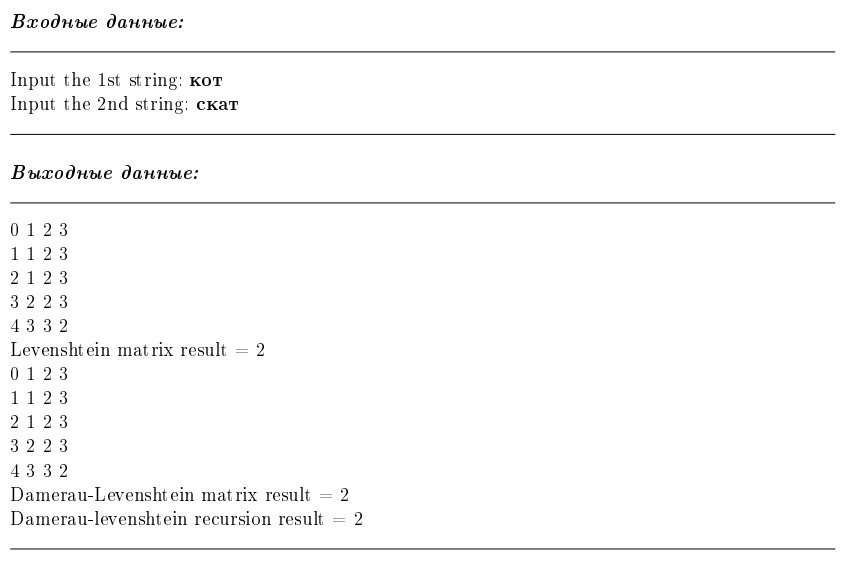 Входные данные:
Input the 1st string: кот
Input the 2nd string: скат
Выходные данные:
0 1 2 3
1 1 2 3
2 1 2 3
3 2 2 3
4 3 3 2
Levenshtein matrix result = 2
0 1 2 3
1 1 2 3
2 1 2 3
3 2 2 3
4 3 3 2
Damerau-Levenshtein matrix result = 2
Damerau-levenshtein recursion result = 2